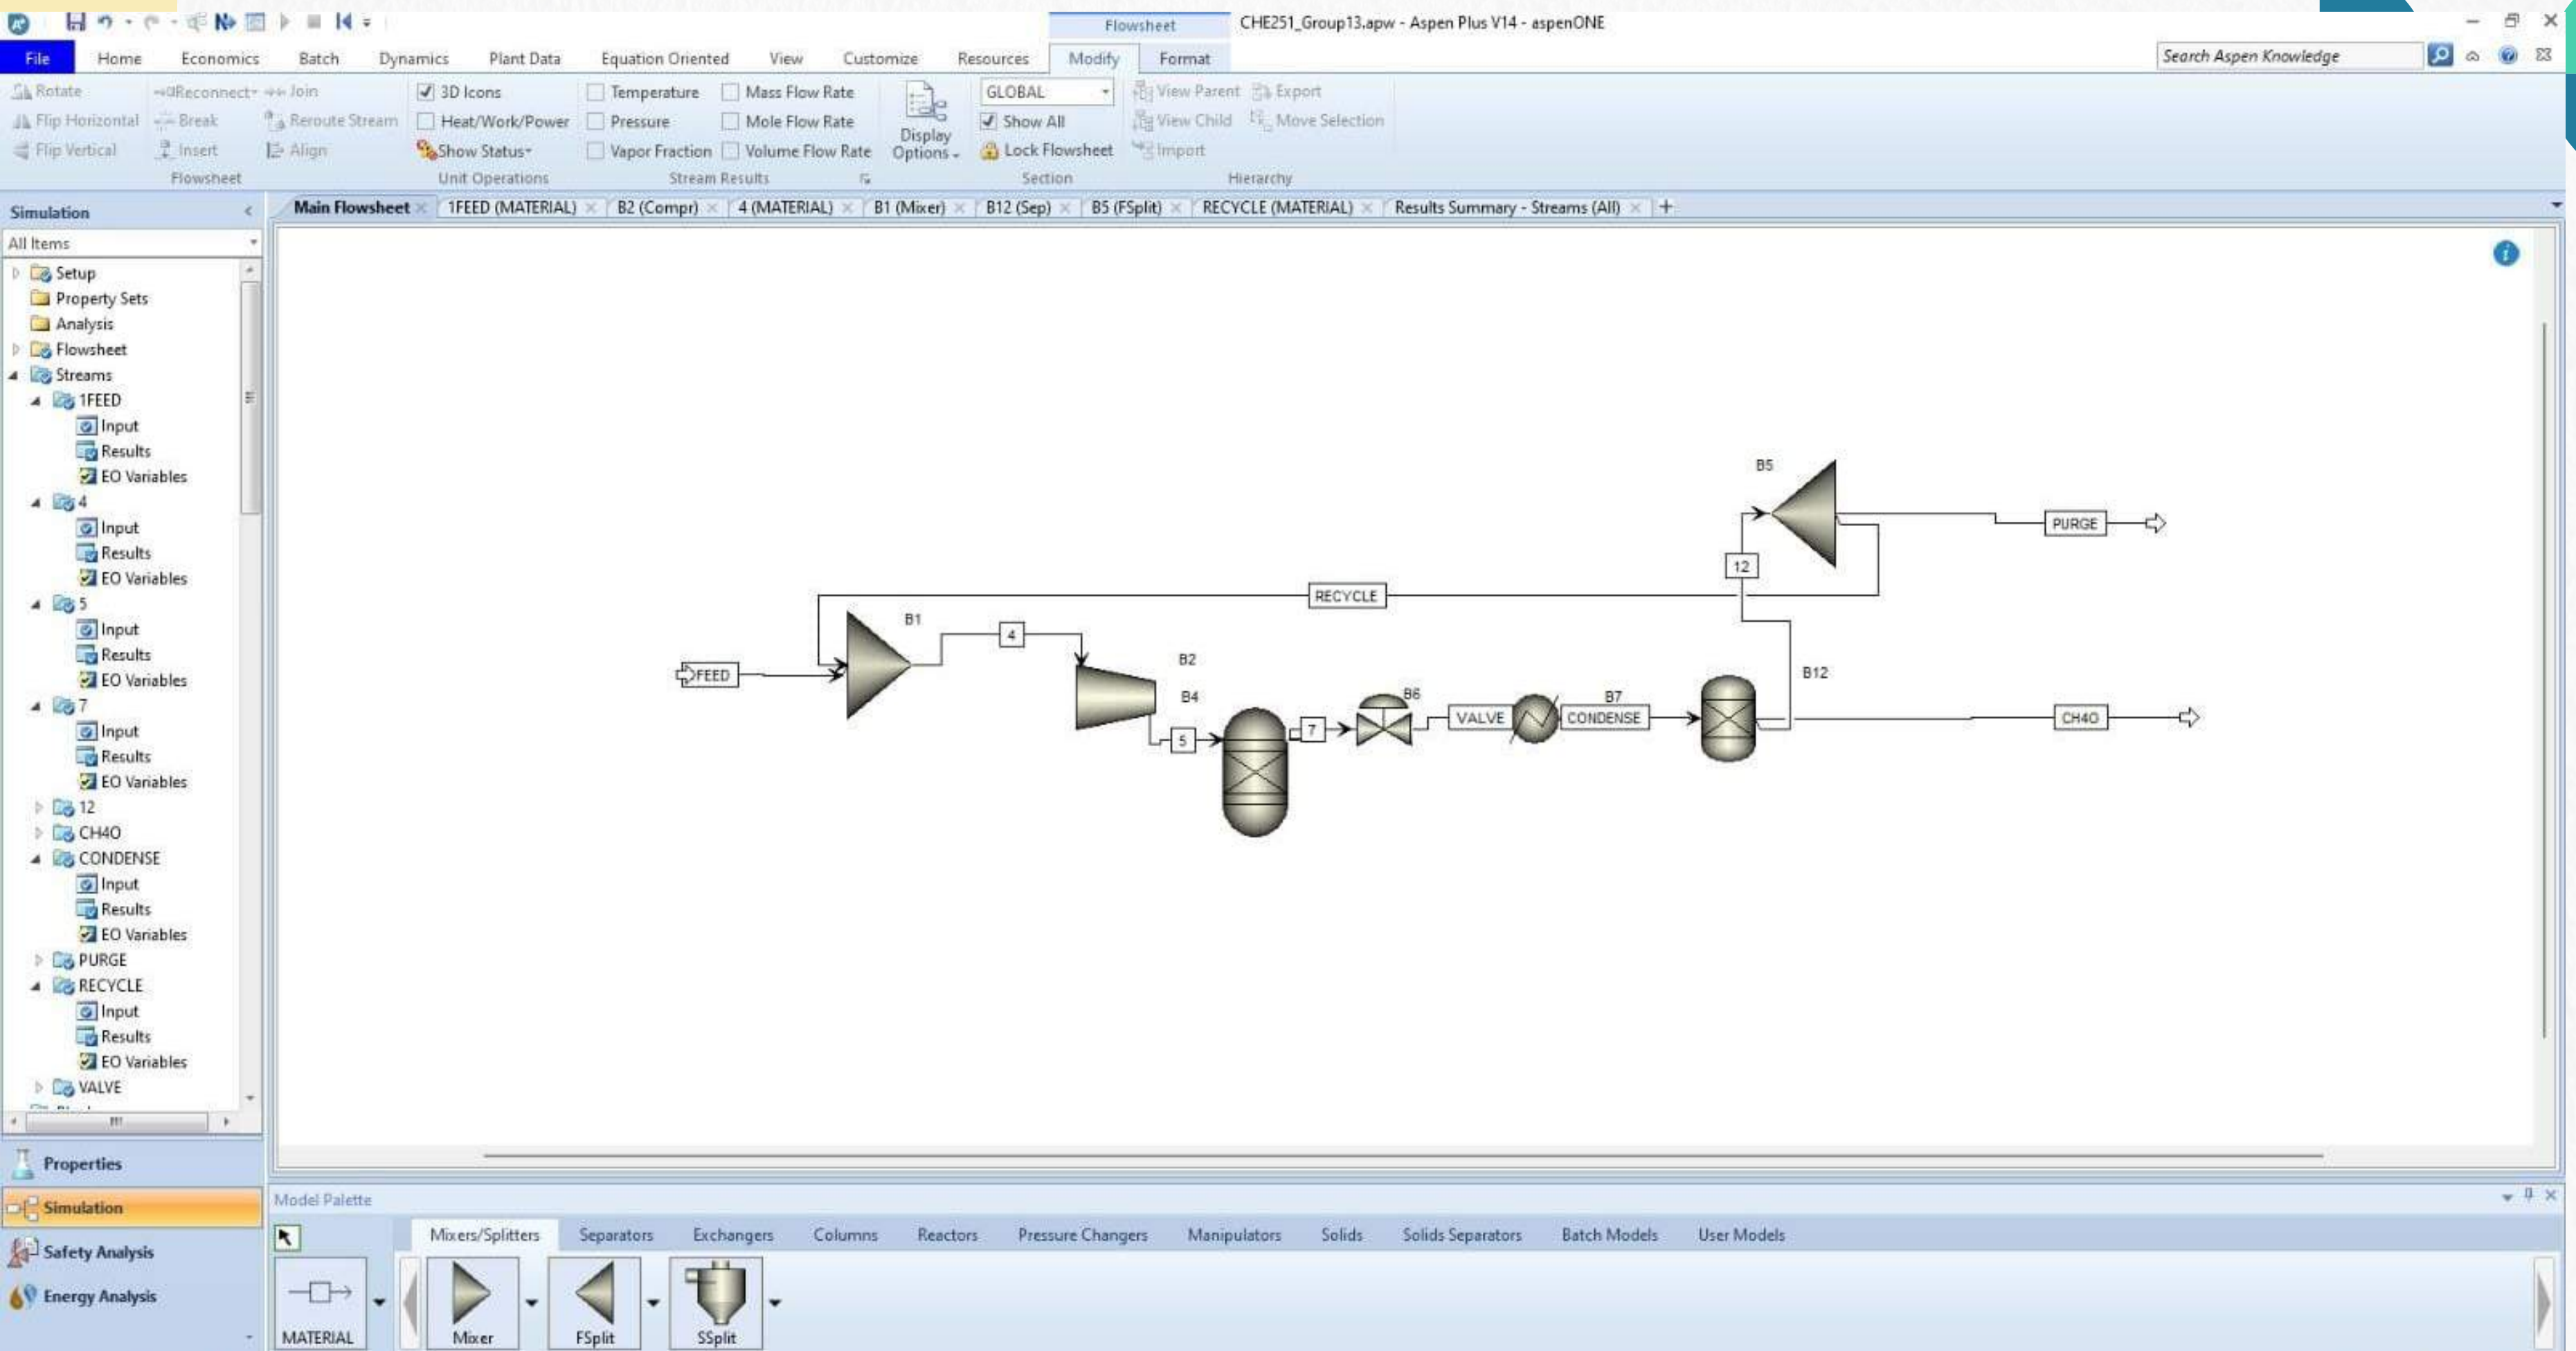 Flowsheet
CHE251_Group13.apw - Aspen Plus V14 - aspenONE
File Home Economics Batch Dynamics Plant Data Equation Oriented View Customize Resources Modify Format
Search Aspen Knowledge
Rotate Reconnect Join 3D Icons Temperature Mass Flow Rate GLOBAL View Parent Export
Flip Horizontal Break Reroute Stream Heat/Work/Power Pressure Mole Flow Rate Display Show All View Child Move Selection
Flip Vertical Insert Align Show Status Vapor Fraction Volume Flow Rate Options Lock Flowsheet Import
Flowsheet Unit Operations Stream Results Section Hierarchy
Simulation
Main Flowsheet 1FEED (MATERIAL) B2 (Compr) 4 (MATERIAL) B1 (Mixer) B12 (Sep) B5 (FSplit) RECYCLE (MATERIAL) Results Summary - Streams (All) +
All Items
Setup
Property Sets
Analysis
Flowsheet
Streams
1FEED
Input
Results
EO Variables
4
Input
Results
EO Variables
5
Input
Results
EO Variables
7
Input
Results
EO Variables
12
CH4O
CONDENSE
Input
Results
EO Variables
PURGE
RECYCLE
Input
Results
EO Variables
VALVE
B5
PURGE
12
RECYCLE
B1
4
FEED
B2
B12
B4
B6
B7
VALVE
CONDENSE
CH4O
7
5
Properties
Simulation
Safety Analysis
Energy Analysis
Model Palette
Mixers/Splitters Separators Exchangers Columns Reactors Pressure Changers Manipulators Solids Solids Separators Batch Models User Models
MATERIAL Mixer FSplit SSplit